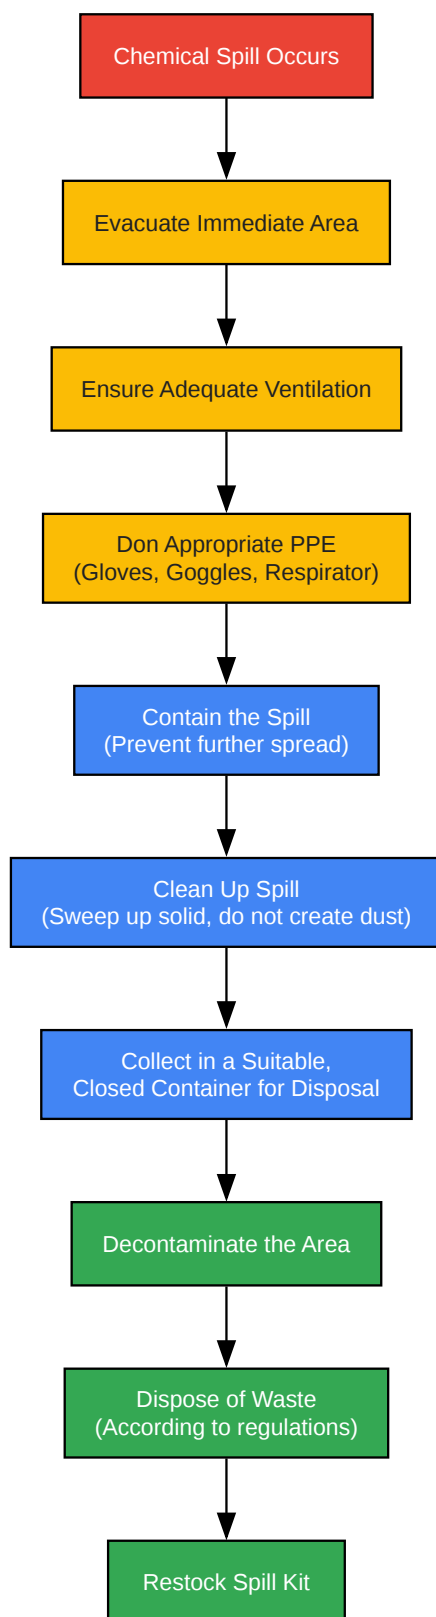 Chemical Spill Occurs
Evacuate Immediate Area
Ensure Adequate Ventilation
Don Appropriate PPE
(Gloves, Goggles, Respirator)
Contain the Spill
(Prevent further spread)
Clean Up Spill
(Sweep up solid, do not create dust)
Collect in a Suitable,
Closed Container for Disposal
Decontaminate the Area
Dispose of Waste
(According to regulations)
Restock Spill Kit